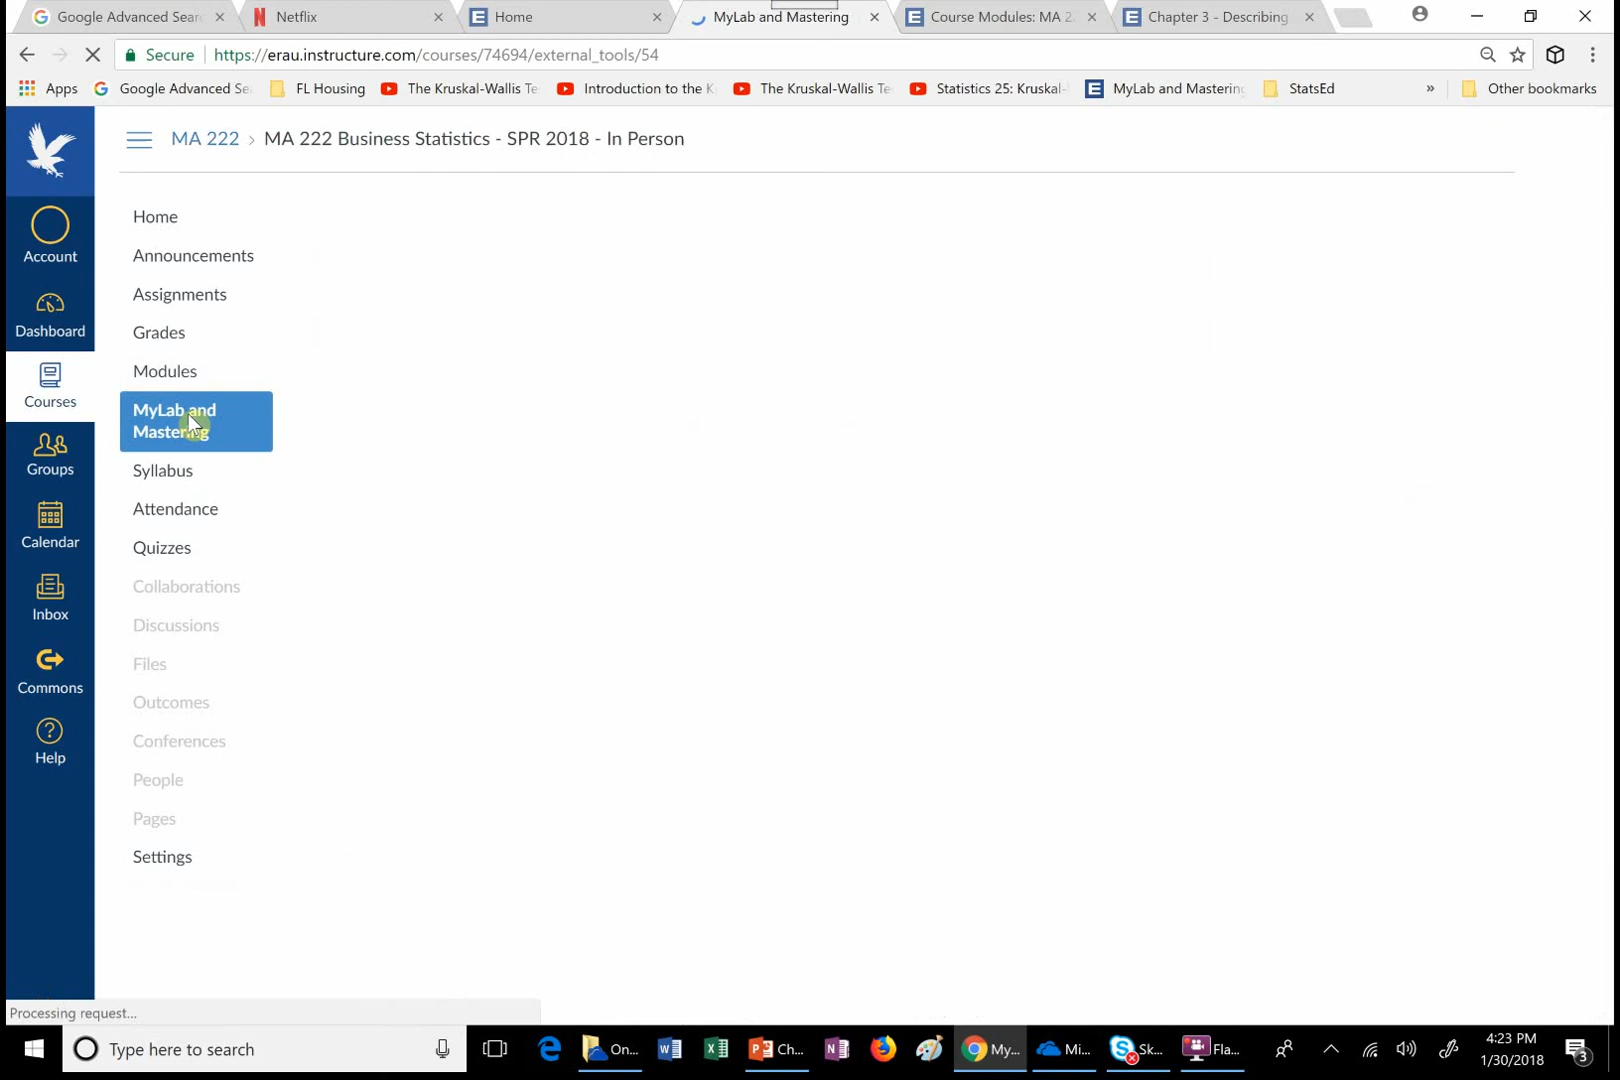 Google Advanced Sear
Netflix
Home
MyLab and Mastering
Course Modules: MA 2
Chapter 3 - Describing
Secure
https://erau.instructure.com/courses/74694/external_tools/54
Apps
Google Advanced Se
FL Housing
The Kruskal-Wallis Te
Introduction to the K
The Kruskal-Wallis Te
Statistics 25: Kruskal-
MyLab and Mastering
StatsEd
»
Other bookmarks
MA 222 › MA 222 Business Statistics - SPR 2018 - In Person
Account
Dashboard
Courses
Groups
Calendar
Inbox
Commons
Help
Home
Announcements
Assignments
Grades
Modules
MyLab and
Mastering
Syllabus
Attendance
Quizzes
Collaborations
Discussions
Files
Outcomes
Conferences
People
Pages
Settings
Processing request...
Type here to search
On...
Ch...
My...
Mi...
Sk...
Fla...
4:23 PM
1/30/2018
3